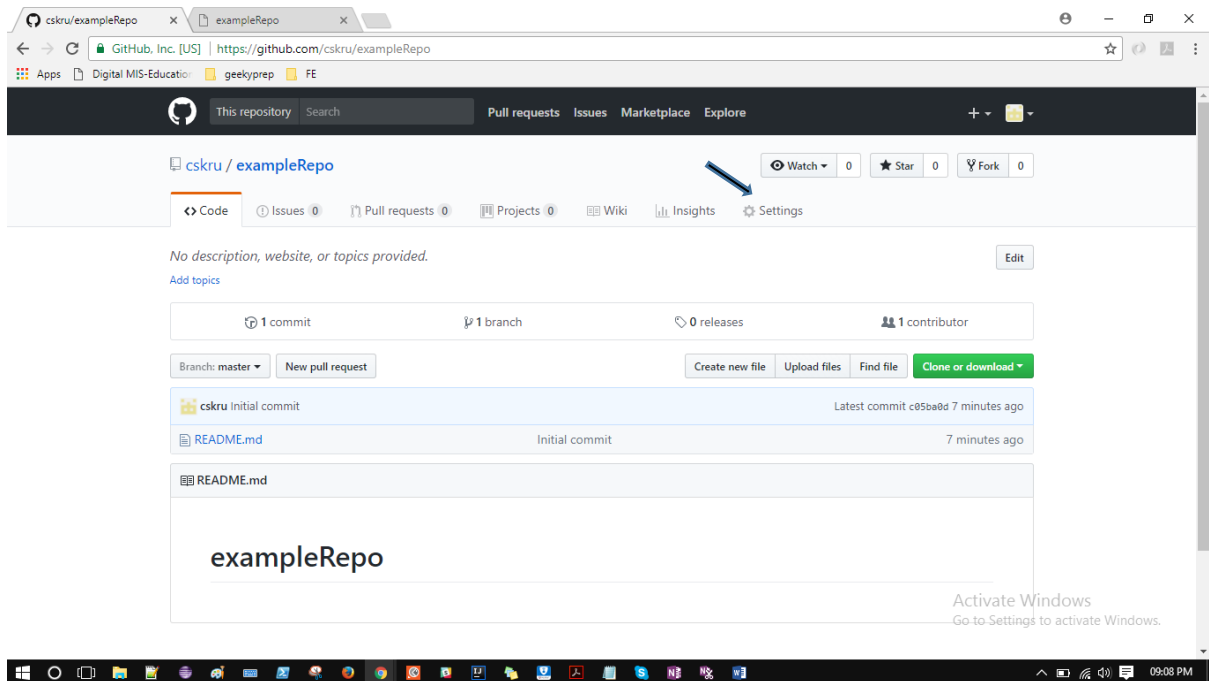 cskru/exampleRepo exampleRepo
GitHub, Inc. [US] https://github.com/cskru/exampleRepo
Apps Digital MIS-Education geekyprep FE
This repository Search Pull requests Issues Marketplace Explore
cskru / exampleRepo Watch 0 Star 0 Fork 0
Code Issues 0 Pull requests 0 Projects 0 Wiki Insights Settings
No description, website, or topics provided. Edit
Add topics
1 commit 1 branch 0 releases 1 contributor
Branch: master New pull request Create new file Upload files Find file Clone or download
cskru Initial commit Latest commit c05ba0d 7 minutes ago
README.md Initial commit 7 minutes ago
README.md
exampleRepo
Activate Windows
Go to Settings to activate Windows.
09:08 PM